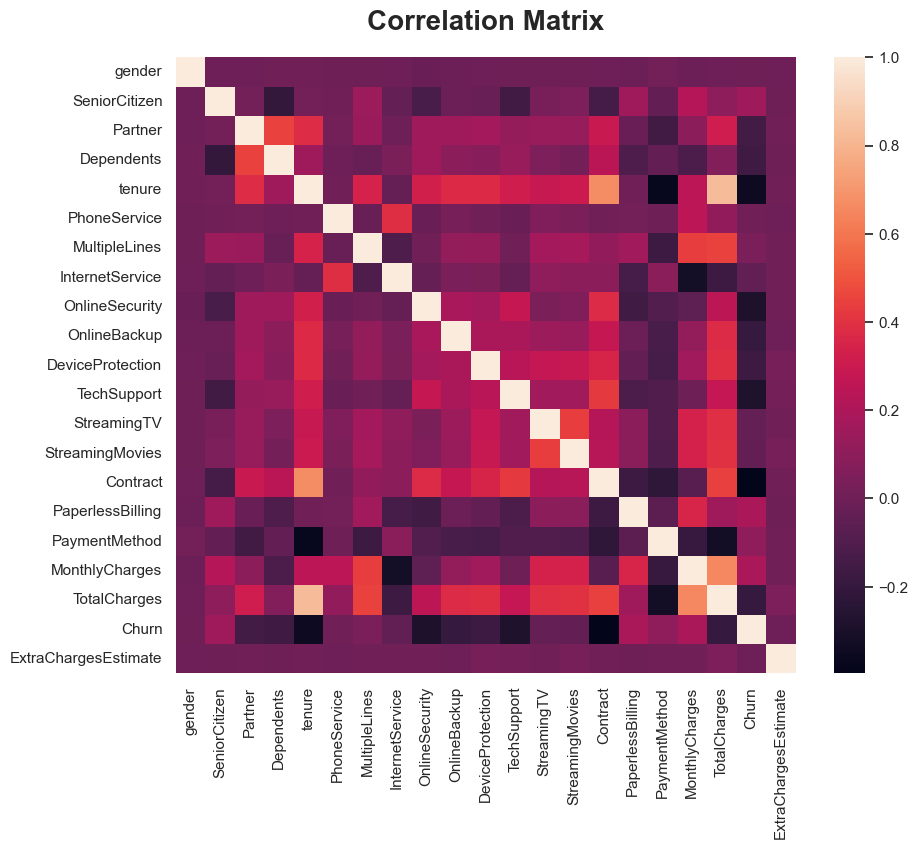 Correlation Matrix
gender
SeniorCitizen
Partner
Dependents
tenure
PhoneService
MultipleLines
InternetService
OnlineSecurity
OnlineBackup
DeviceProtection
TechSupport
StreamingTV
StreamingMovies
Contract
PaperlessBilling
PaymentMethod
MonthlyCharges
TotalCharges
Churn
ExtraChargesEstimate
gender
SeniorCitizen
Partner
Dependents
tenure
PhoneService
MultipleLines
InternetService
OnlineSecurity
OnlineBackup
DeviceProtection
TechSupport
StreamingTV
StreamingMovies
Contract
PaperlessBilling
PaymentMethod
MonthlyCharges
TotalCharges
Churn
ExtraChargesEstimate
1.0
0.8
0.6
0.4
0.2
0.0
−0.2